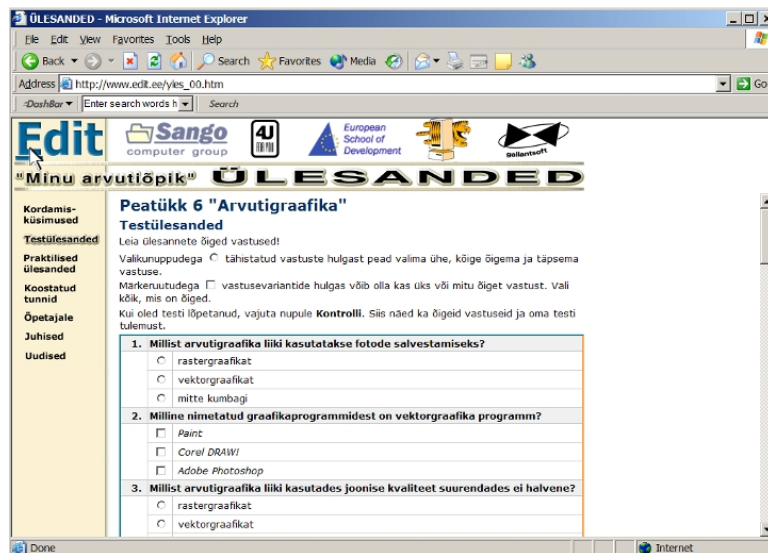 ÜLESANDED - Microsoft Internet Explorer
File Edit View Favorites Tools Help
Back Search Favorites Media
Address http://www.edit.ee/yles_00.htm Go
DashBar Enter search words h Search
Edit Sango computer group 4U FOR YOU European School of Development Gallantsoft
"Minu arvutiõpik" ÜLESANDED
Kordamis-
küsimused
Testülesanded
Praktilised
ülesanded
Koostatud
tunnid
Õpetajale
Juhised
Uudised
Peatükk 6 "Arvutigraafika"
Testülesanded
Leia ülesannete õiged vastused!
Valikunuppudega tähistatud vastuste hulgast pead valima ühe, kõige õigema ja täpsema
vastuse.
Märkeruutudega vastusevariantide hulgas võib olla kas üks või mitu õiget vastust. Vali
kõik, mis on õiged.
Kui oled testi lõpetanud, vajuta nupule Kontrolli. Siis näed ka õigeid vastuseid ja oma testi
tulemust.
1. Millist arvutigraafika liiki kasutatakse fotode salvestamiseks?
rastergraafikat
vektorgraafikat
mitte kumbagi
2. Milline nimetatud graafikaprogrammidest on vektorgraafika programm?
Paint
Corel DRAW!
Adobe Photoshop
3. Millist arvutigraafika liiki kasutades joonise kvaliteet suurendades ei halvene?
rastergraafikat
vektorgraafikat
Done Internet